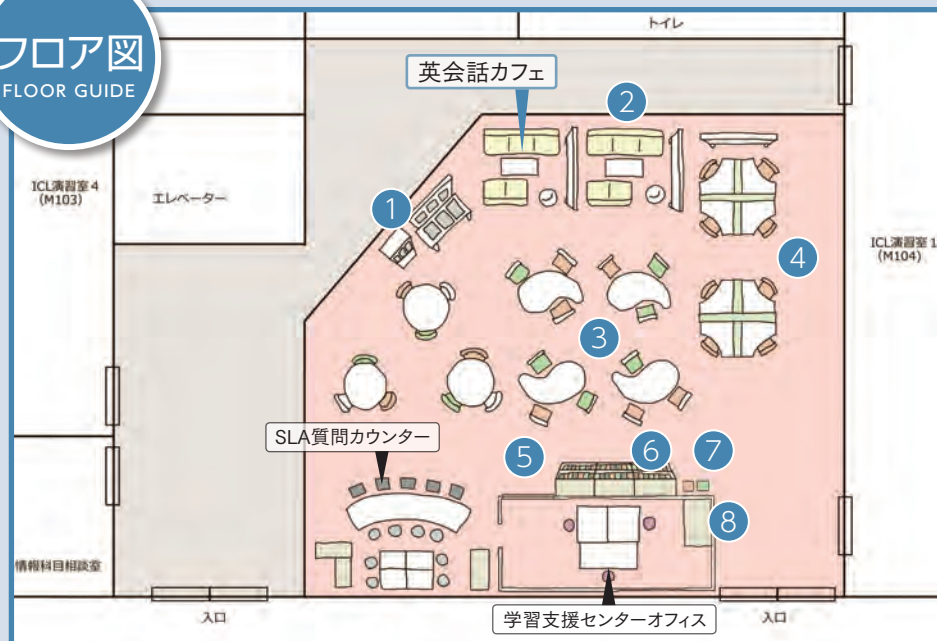 フロア図
FLOOR GUIDE
トイレ
英会話カフェ
2
ICL演習室4
(M103)
エレベーター
1
ICL演習室1
(M104)
4
3
SLA質問カウンター
5
6
7
8
情報科目相談室
入口
学習支援センターオフィス
入口